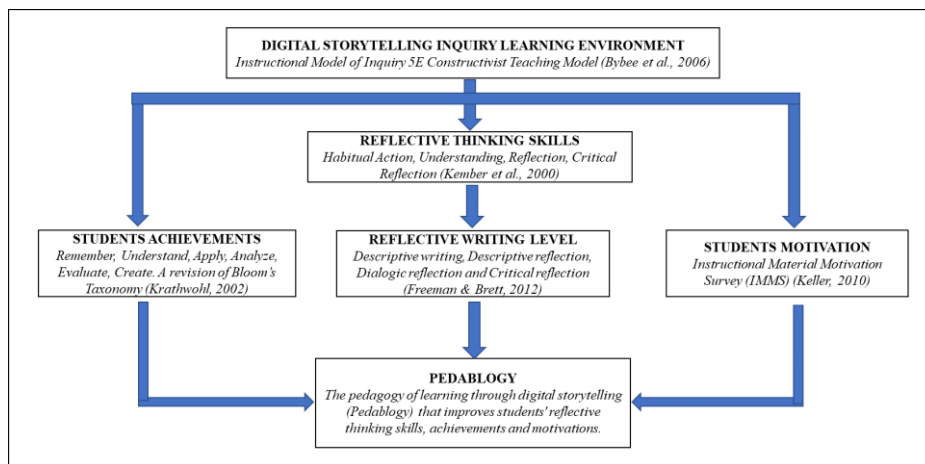 DIGITAL STORYTELLING INQUIRY LEARNING ENVIRONMENT
Instructional Model of Inquiry 5E Constructivist Teaching Model (Bybee et al., 2006)
REFLECTIVE THINKING SKILLS
Habitual Action, Understanding, Reflection, Critical
Reflection (Kember et al., 2000)
STUDENTS ACHIEVEMENTS
Remember, Understand, Apply, Analyze,
Evaluate, Create. A revision of Bloom's
Taxonomy (Krathwohl, 2002)
REFLECTIVE WRITING LEVEL
Descriptive writing, Descriptive reflection,
Dialogic reflection and Critical reflection
(Freeman & Brett, 2012)
STUDENTS MOTIVATION
Instructional Material Motivation
Survey (IMMS) (Keller, 2010)
PEDABLOGY
The pedagogy of learning through digital storytelling
(Pedablogy) that improves students' reflective
thinking skills, achievements and motivations.